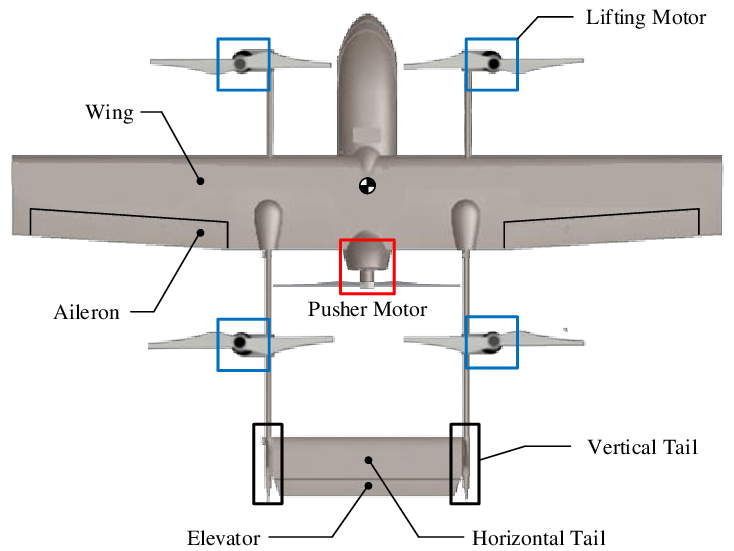 Lifting Motor
Wing
Aileron
Pusher Motor
Vertical Tail
Elevator
Horizontal Tail